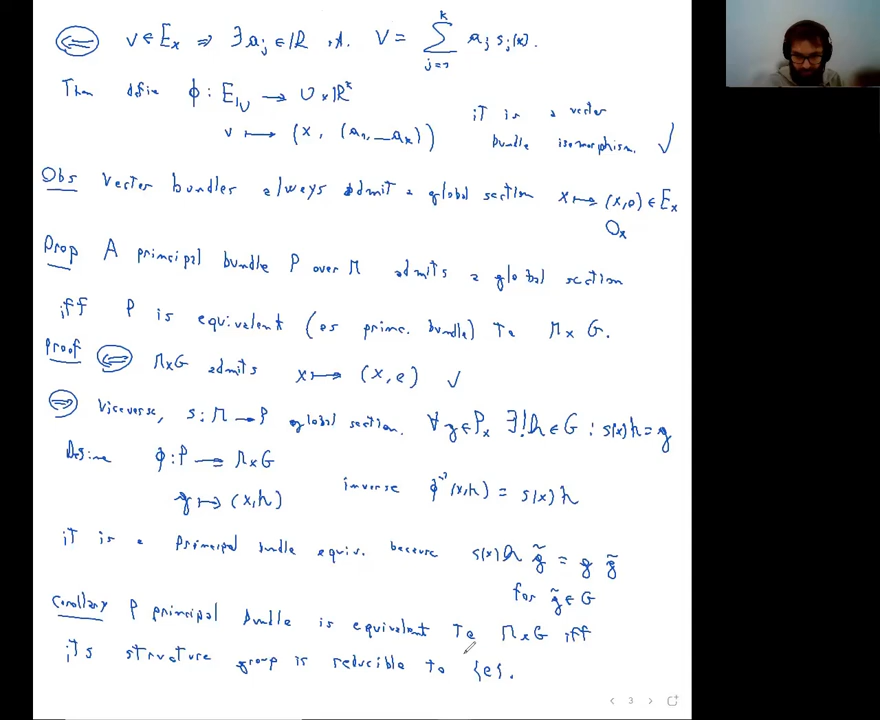 ⇐ v ∈ E_x ⇒ ∃ a_j ∈ ℝ s.t. v = Σ_{j=1}^k a_j s_j(x).
Then define φ : E|_U → U × ℝ^k
it is a vector
v ↦ (x, (a_1, _ a_k))
bundle isomorphism. ✓
Obs Vector bundles always admit a global section x ↦ (x,0) ∈ E_x
O_x
Prop A principal bundle P over M admits a global section
iff P is equivalent (as princ. bundle) to M × G.
Proof ⇐ M×G admits x ↦ (x, e) ✓
⇒ Viceverse, s : M → P global section. ∀ g ∈ P_x ∃! h ∈ G : s(x)h = g
Define φ : P → M×G
g ↦ (x,h) inverse φ^{-1}(x,h) = s(x)h
it is a principal bundle equiv. because s(x)h g̃ = g g̃
for g̃ ∈ G
Corollary P principal bundle is equivalent to M×G iff
its structure group is reducible to {e}.
3